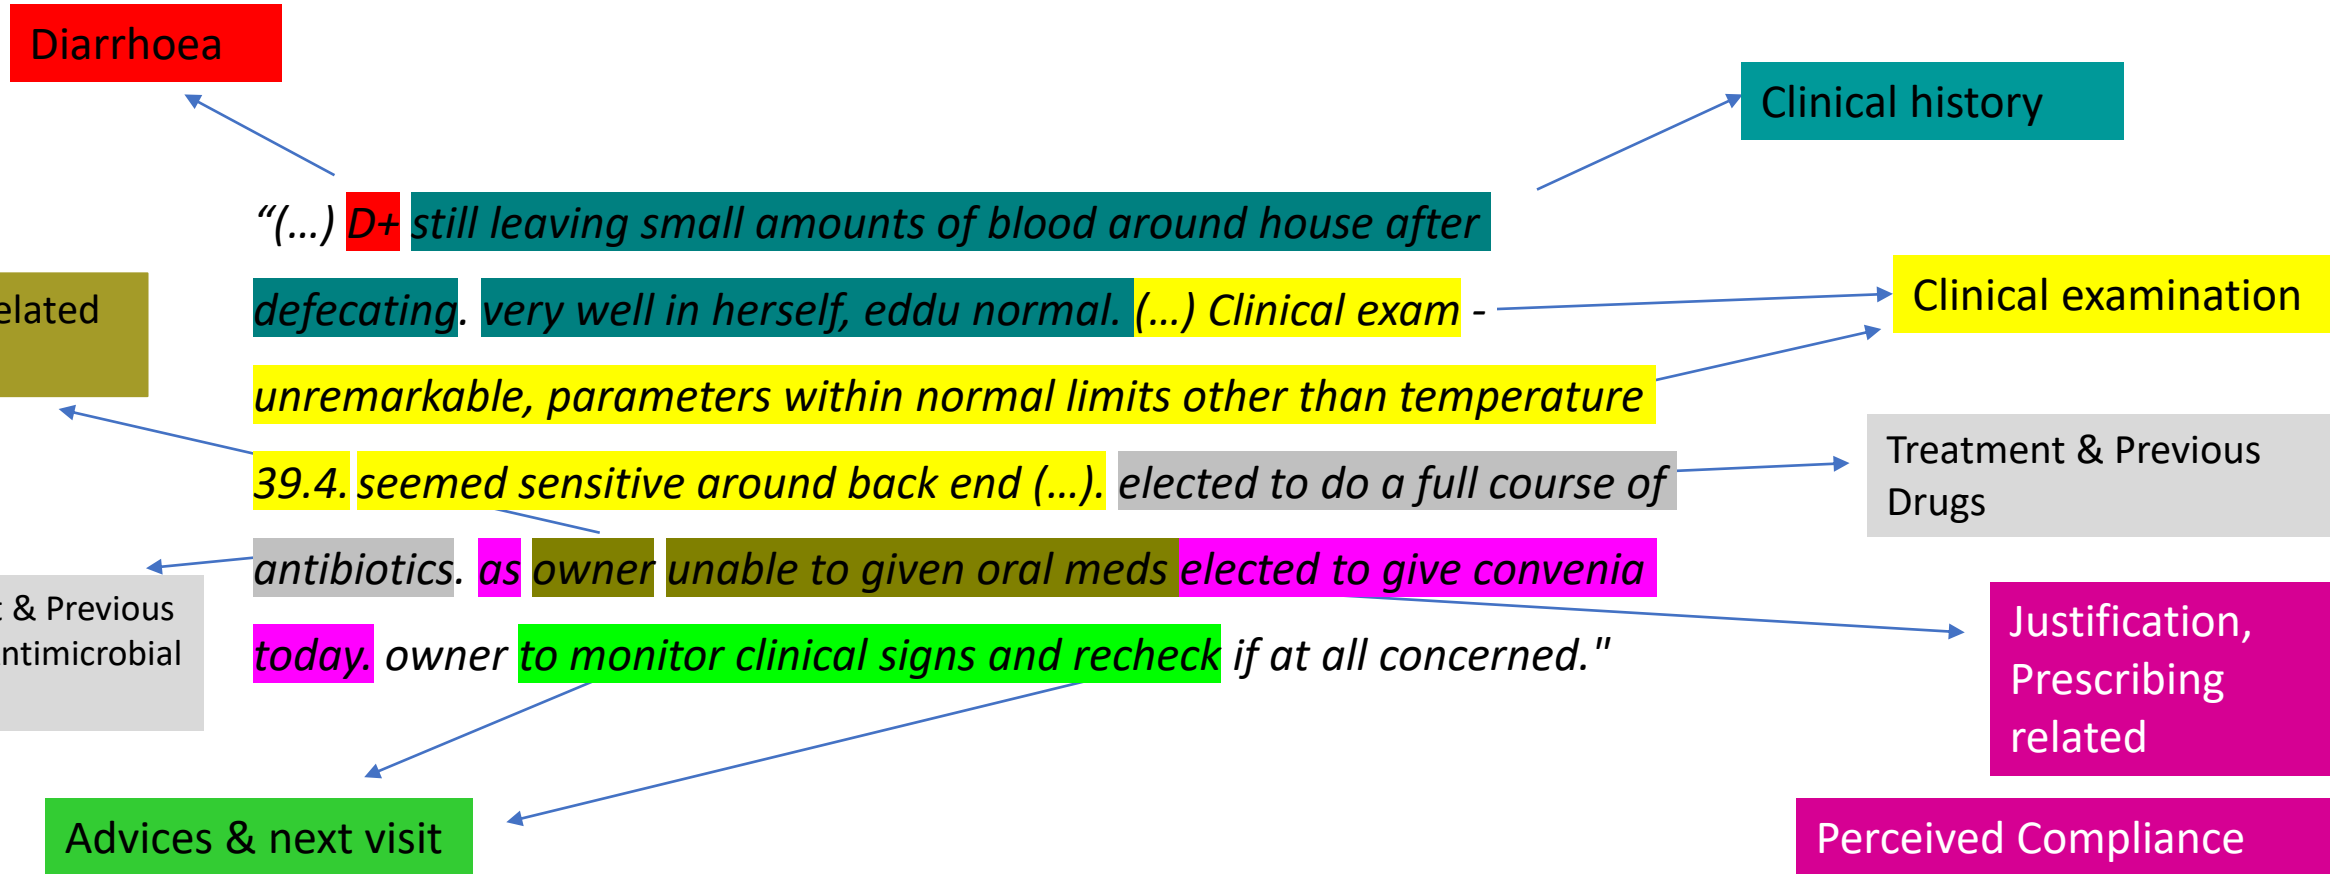 Diarrhoea
Clinical history
“(...) D+ still leaving small amounts of blood around house after
defecating. very well in herself, eddu normal. (...) Clinical exam -
unremarkable, parameters within normal limits other than temperature
39.4. seemed sensitive around back end (...). elected to do a full course of
antibiotics. as owner unable to given oral meds elected to give convenia
today. owner to monitor clinical signs and recheck if at all concerned."
elated
Clinical examination
Treatment & Previous
Drugs
t & Previous
ntimicrobial
Justification,
Prescribing
related
Advices & next visit
Perceived Compliance